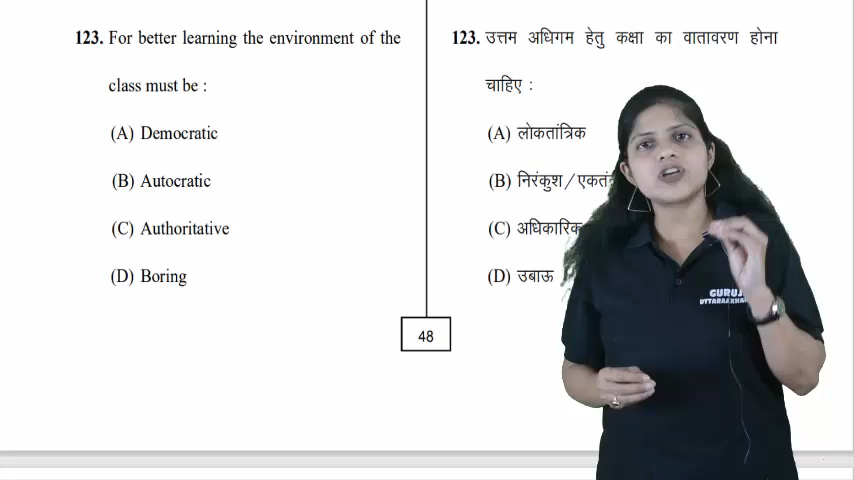 123. For better learning the environment of the
class must be :
(A) Democratic
(B) Autocratic
(C) Authoritative
(D) Boring
123. उत्तम अधिगम हेतु कक्षा का वातावरण होना
चाहिए :
(A) लोकतांत्रिक
(B) निरंकुश/
(C) अधिकारिक
(D) उबाऊ
48
GURUJI